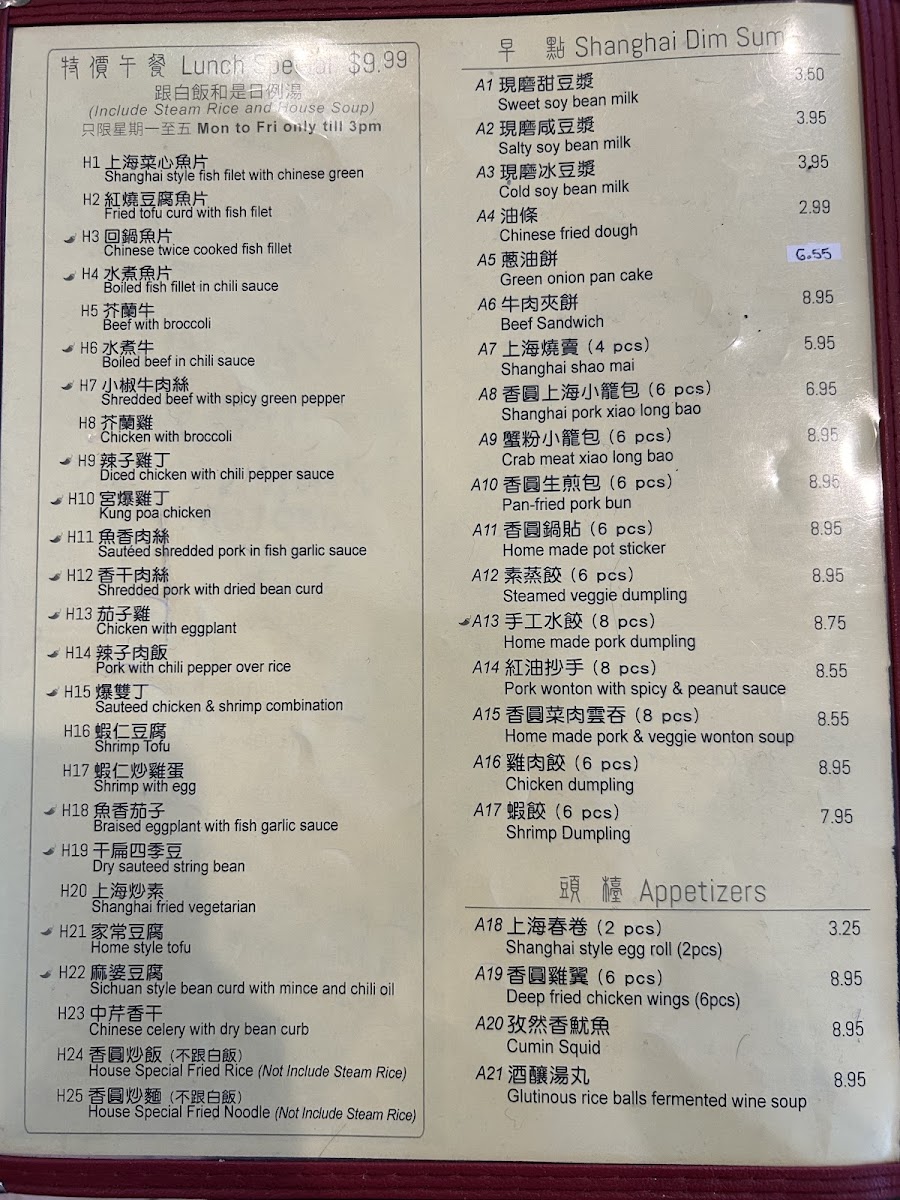 特價午餐 Lunch Special $9.99
跟白飯和是日例湯
(Include Steam Rice and House Soup)
只限星期一至五 Mon to Fri only till 3pm
H1 上海菜心魚片
Shanghai style fish filet with chinese green
H2 紅燒豆腐魚片
Fried tofu curd with fish filet
H3 回鍋魚片
Chinese twice cooked fish fillet
H4 水煮魚片
Boiled fish fillet in chili sauce
H5 芥蘭牛
Beef with broccoli
H6 水煮牛
Boiled beef in chili sauce
H7 小椒牛肉絲
Shredded beef with spicy green pepper
H8 芥蘭雞
Chicken with broccoli
H9 辣子雞丁
Diced chicken with chili pepper sauce
H10 宮爆雞丁
Kung poa chicken
H11 魚香肉絲
Sautéed shredded pork in fish garlic sauce
H12 香干肉絲
Shredded pork with dried bean curd
H13 茄子雞
Chicken with eggplant
H14 辣子肉飯
Pork with chili pepper over rice
H15 爆雙丁
Sauteed chicken & shrimp combination
H16 蝦仁豆腐
Shrimp Tofu
H17 蝦仁炒雞蛋
Shrimp with egg
H18 魚香茄子
Braised eggplant with fish garlic sauce
H19 干扁四季豆
Dry sauteed string bean
H20 上海炒素
Shanghai fried vegetarian
H21 家常豆腐
Home style tofu
H22 麻婆豆腐
Sichuan style bean curd with mince and chili oil
H23 中芹香干
Chinese celery with dry bean curb
H24 香圓炒飯 (不跟白飯)
House Special Fried Rice (Not Include Steam Rice)
H25 香圓炒麵 (不跟白飯)
House Special Fried Noodle (Not Include Steam Rice)
早 點 Shanghai Dim Sum
A1 現磨甜豆漿 3.50
Sweet soy bean milk
A2 現磨咸豆漿 3.95
Salty soy bean milk
A3 現磨冰豆漿 3.95
Cold soy bean milk
A4 油條 2.99
Chinese fried dough
A5 蔥油餅 6.55
Green onion pan cake
A6 牛肉夾餅 8.95
Beef Sandwich
A7 上海燒賣 (4 pcs) 5.95
Shanghai shao mai
A8 香圓上海小籠包 (6 pcs) 6.95
Shanghai pork xiao long bao
A9 蟹粉小籠包 (6 pcs) 8.95
Crab meat xiao long bao
A10 香圓生煎包 (6 pcs) 8.95
Pan-fried pork bun
A11 香圓鍋貼 (6 pcs) 8.95
Home made pot sticker
A12 素蒸餃 (6 pcs) 8.95
Steamed veggie dumpling
A13 手工水餃 (8 pcs) 8.75
Home made pork dumpling
A14 紅油抄手 (8 pcs) 8.55
Pork wonton with spicy & peanut sauce
A15 香圓菜肉雲吞 (8 pcs) 8.55
Home made pork & veggie wonton soup
A16 雞肉餃 (6 pcs) 8.95
Chicken dumpling
A17 蝦餃 (6 pcs) 7.95
Shrimp Dumpling
頭 檯 Appetizers
A18 上海春卷 (2 pcs) 3.25
Shanghai style egg roll (2pcs)
A19 香圓雞翼 (6 pcs) 8.95
Deep fried chicken wings (6pcs)
A20 孜然香魷魚 8.95
Cumin Squid
A21 酒釀湯丸 8.95
Glutinous rice balls fermented wine soup